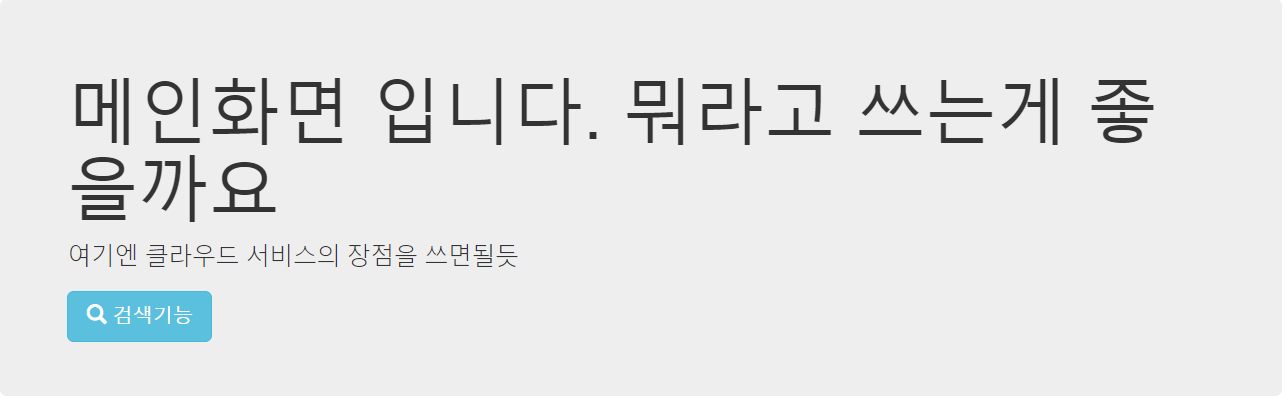 메인화면 입니다. 뭐라고 쓰는게 좋
을까요
여기엔 클라우드 서비스의 장점을 쓰면될듯
검색기능